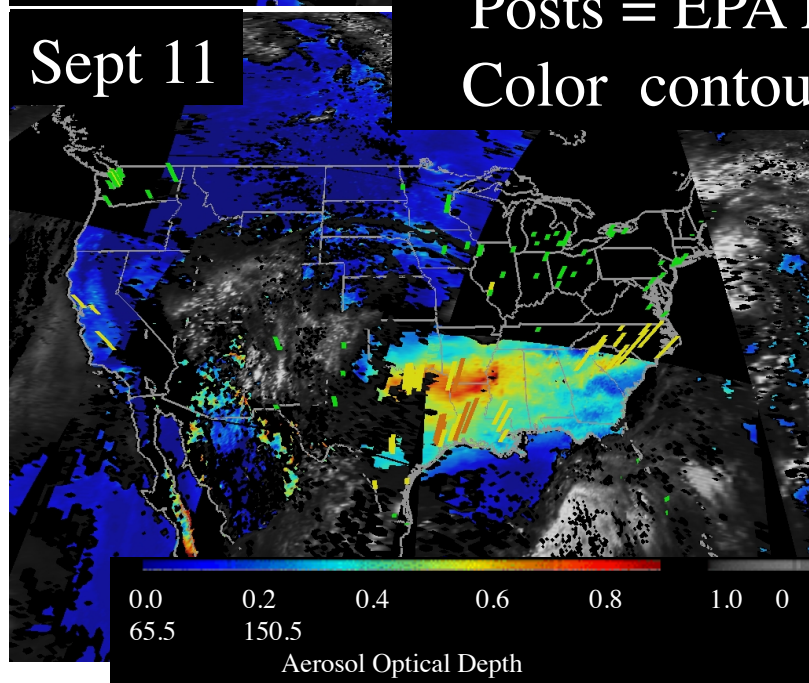 Sept 11
Posts = EPA
Color contou
0.0 0.2 0.4 0.6 0.8 1.0 0
65.5 150.5
Aerosol Optical Depth